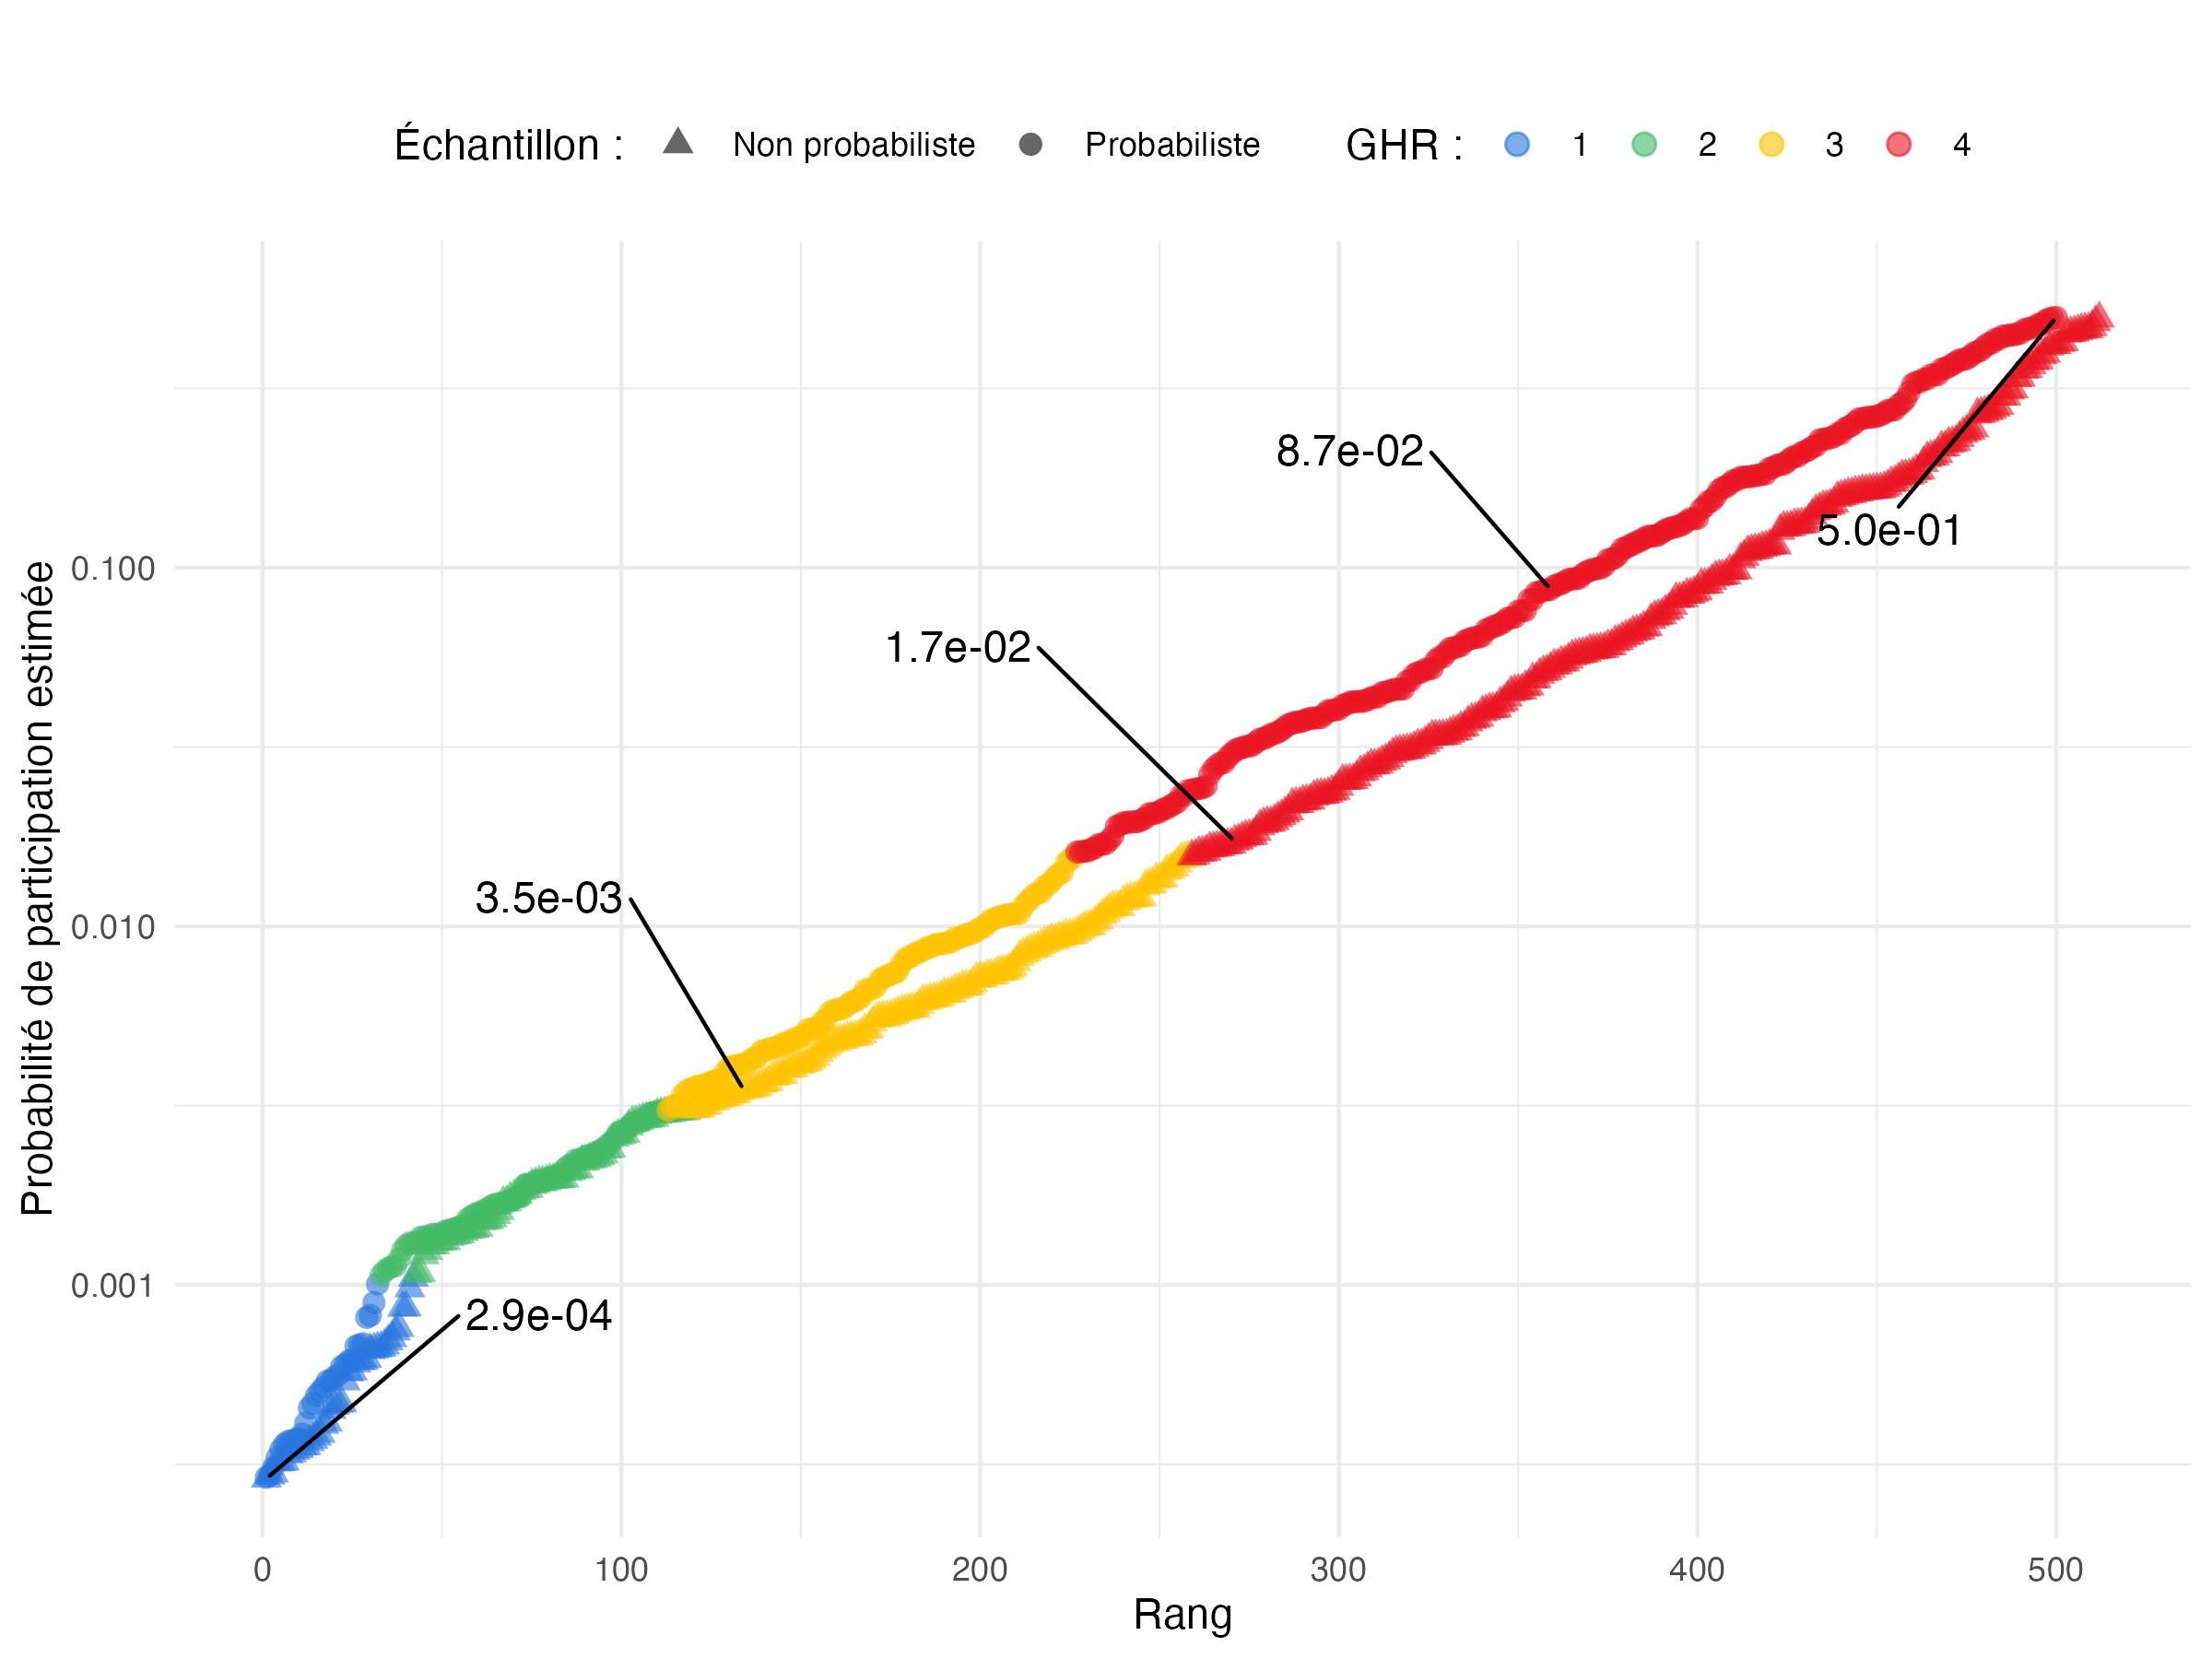 Échantillon : Non probabiliste Probabiliste GHR : 1 2 3 4
Probabilité de participation estimée
0.100
0.010
0.001
8.7e-02
5.0e-01
1.7e-02
3.5e-03
2.9e-04
0 100 200 300 400 500
Rang